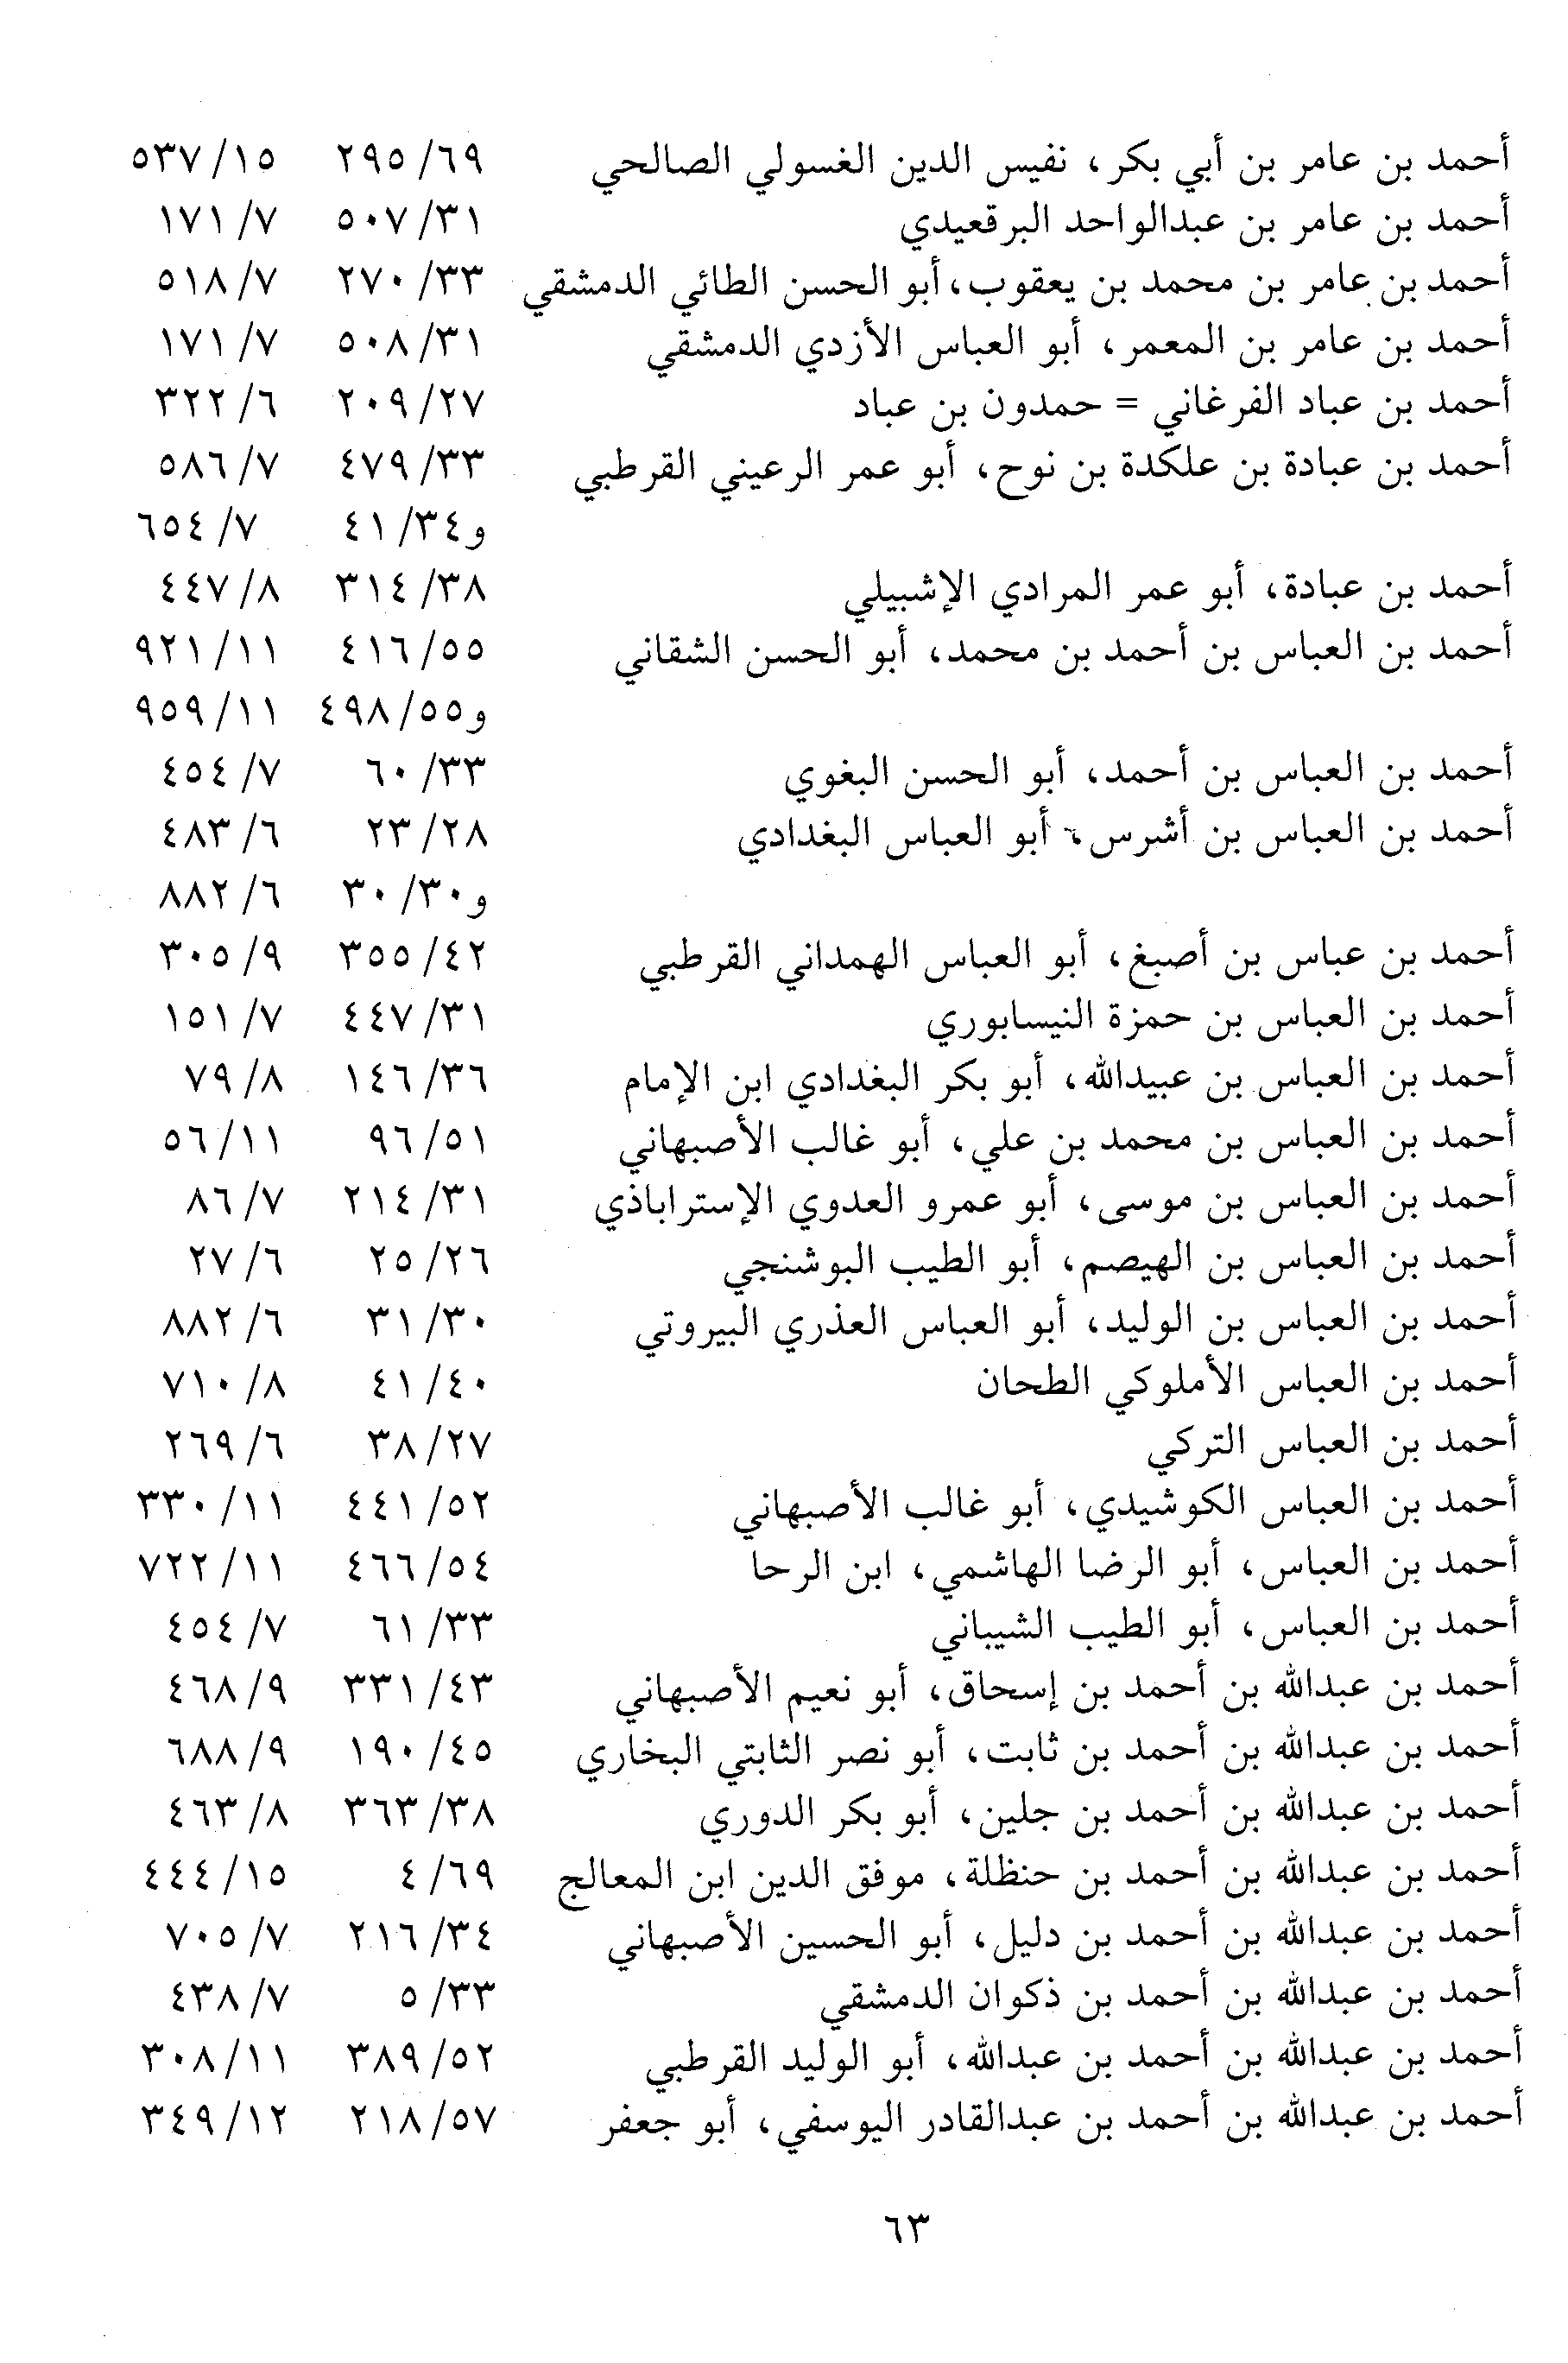 أحمد بن عامر بن أبي بكر، نفيس الدين الغسولي الصالحي ٢٩٥/٦٩ ٥٣٧/١٥
أحمد بن عامر بن عبدالواحد البرقعيدي ٥٠٧/٣١ ١٧١/٧
أحمد بن عامر بن محمد بن يعقوب، أبو الحسن الطائي الدمشقي ٢٧٠/٣٣ ٥١٨/٧
أحمد بن عامر بن المعمر، أبو العباس الأزدي الدمشقي ٥٠٨/٣١ ١٧١/٧
أحمد بن عباد الفرغاني = حمدون بن عباد ٢٠٩/٢٧ ٣٢٢/٦
أحمد بن عبادة بن علكدة بن نوح، أبو عمر الرعيني القرطبي ٤٧٩/٣٣ ٥٨٦/٧
و٤١/٣٤ ٦٥٤/٧
أحمد بن عبادة، أبو عمر المرادي الإشبيلي ٣١٤/٣٨ ٤٤٧/٨
أحمد بن العباس بن أحمد بن محمد، أبو الحسن الشقاني ٤١٦/٥٥ ٩٢١/١١
و٤٩٨/٥٥ ٩٥٩/١١
أحمد بن العباس بن أحمد، أبو الحسن البغوي ٦٠/٣٣ ٤٥٤/٧
أحمد بن العباس بن أشرس، أبو العباس البغدادي ٢٣/٢٨ ٤٨٣/٦
و٣٠/٣٠ ٨٨٢/٦
أحمد بن عباس بن أصبغ، أبو العباس الهمداني القرطبي ٣٥٥/٤٢ ٣٠٥/٩
أحمد بن العباس بن حمزة النيسابوري ٤٤٧/٣١ ١٥١/٧
أحمد بن العباس بن عبيدالله، أبو بكر البغدادي ابن الإمام ١٤٦/٣٦ ٧٩/٨
أحمد بن العباس بن محمد بن علي، أبو غالب الأصبهاني ٩٦/٥١ ٥٦/١١
أحمد بن العباس بن موسى، أبو عمرو العدوي الإستراباذي ٢١٤/٣١ ٨٦/٧
أحمد بن العباس بن الهيصم، أبو الطيب البوشنجي ٢٥/٢٦ ٢٧/٦
أحمد بن العباس بن الوليد، أبو العباس العذري البيروتي ٣١/٣٠ ٨٨٢/٦
أحمد بن العباس الأملوكي الطحان ٤١/٤٠ ٧١٠/٨
أحمد بن العباس التركي ٣٨/٢٧ ٢٦٩/٦
أحمد بن العباس الكوشيدي، أبو غالب الأصبهاني ٤٤١/٥٢ ٣٣٠/١١
أحمد بن العباس، أبو الرضا الهاشمي، ابن الرحا ٤٦٦/٥٤ ٧٢٢/١١
أحمد بن العباس، أبو الطيب الشيباني ٦١/٣٣ ٤٥٤/٧
أحمد بن عبدالله بن أحمد بن إسحاق، أبو نعيم الأصبهاني ٣٣١/٤٣ ٤٦٨/٩
أحمد بن عبدالله بن أحمد بن ثابت، أبو نصر الثابتي البخاري ١٩٠/٤٥ ٦٨٨/٩
أحمد بن عبدالله بن أحمد بن جلين، أبو بكر الدوري ٣٦٣/٣٨ ٤٦٣/٨
أحمد بن عبدالله بن أحمد بن حنظلة، موفق الدين ابن المعالج ٤/٦٩ ٤٤٤/١٥
أحمد بن عبدالله بن أحمد بن دليل، أبو الحسين الأصبهاني ٢١٦/٣٤ ٧٠٥/٧
أحمد بن عبدالله بن أحمد بن ذكوان الدمشقي ٥/٣٣ ٤٣٨/٧
أحمد بن عبدالله بن أحمد بن عبدالله، أبو الوليد القرطبي ٣٨٩/٥٢ ٣٠٨/١١
أحمد بن عبدالله بن أحمد بن عبدالقادر اليوسفي، أبو جعفر ٢١٨/٥٧ ٣٤٩/١٢
٦٣